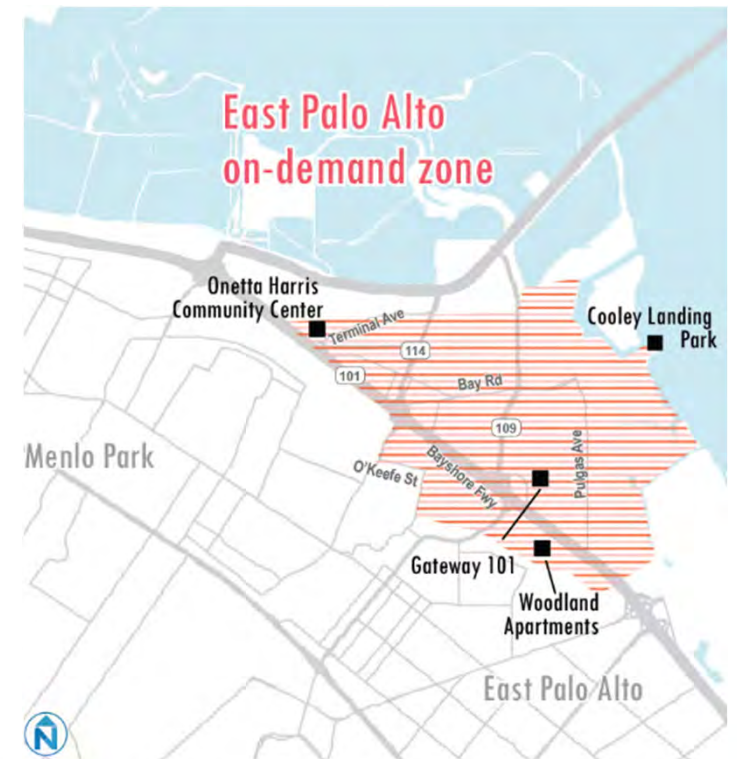 East Palo Alto
on-demand zone
Onetta Harris
Community Center
Terminal Ave
Cooley Landing
Park
114
101
Bay Rd
109
Menlo Park
O'Keefe St
Bayshore Fwy
Pulgas Ave
Gateway 101
Woodland
Apartments
East Palo Alto
N